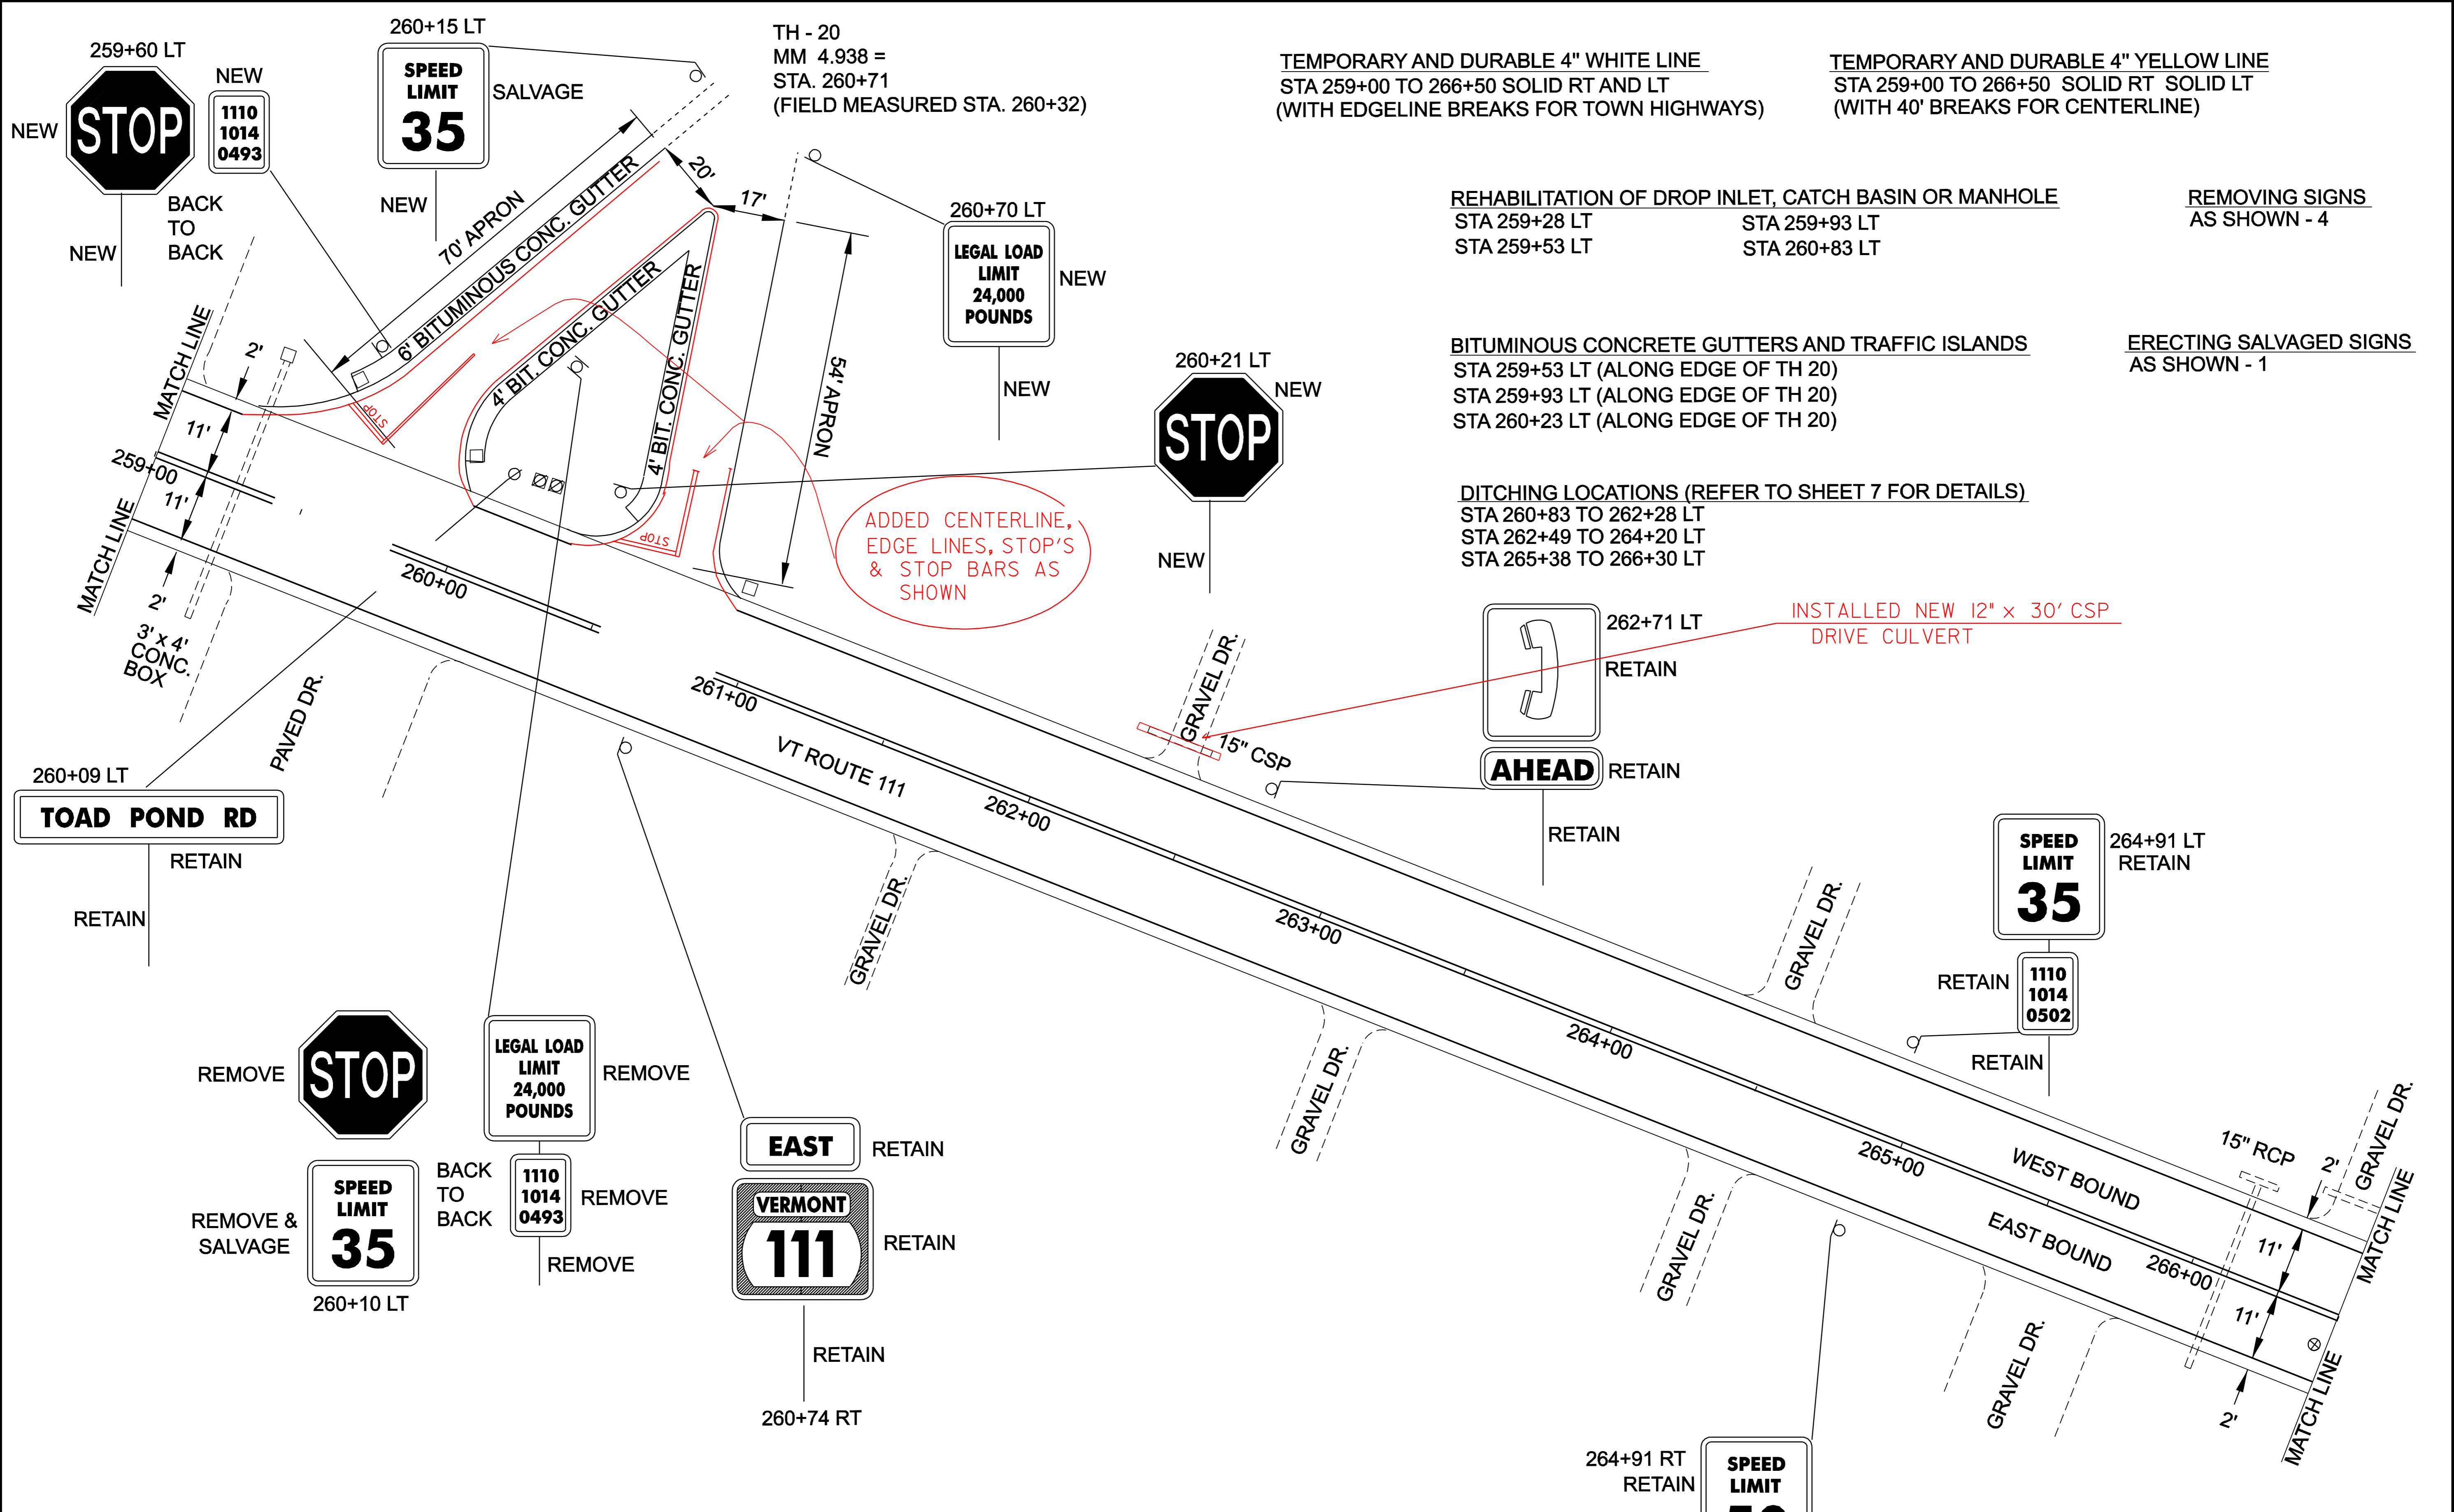 260+15 LT
259+60 LT
NEW
NEW
STOP
1110
1014
0493
BACK
TO
BACK
NEW
SPEED
LIMIT
35
SALVAGE
NEW
TH - 20
MM 4.938 =
STA. 260+71
(FIELD MEASURED STA. 260+32)
TEMPORARY AND DURABLE 4" WHITE LINE
STA 259+00 TO 266+50 SOLID RT AND LT
(WITH EDGELINE BREAKS FOR TOWN HIGHWAYS)
TEMPORARY AND DURABLE 4" YELLOW LINE
STA 259+00 TO 266+50 SOLID RT SOLID LT
(WITH 40' BREAKS FOR CENTERLINE)
REHABILITATION OF DROP INLET, CATCH BASIN OR MANHOLE
STA 259+28 LT
STA 259+53 LT
STA 259+93 LT
STA 260+83 LT
REMOVING SIGNS
AS SHOWN - 4
BITUMINOUS CONCRETE GUTTERS AND TRAFFIC ISLANDS
STA 259+53 LT (ALONG EDGE OF TH 20)
STA 259+93 LT (ALONG EDGE OF TH 20)
STA 260+23 LT (ALONG EDGE OF TH 20)
ERECTING SALVAGED SIGNS
AS SHOWN - 1
DITCHING LOCATIONS (REFER TO SHEET 7 FOR DETAILS)
STA 260+83 TO 262+28 LT
STA 262+49 TO 264+20 LT
STA 265+38 TO 266+30 LT
70' APRON
6' BITUMINOUS CONC. GUTTER
20'
17'
4' BIT. CONC. GUTTER
4' BIT. CONC. GUTTER
54' APRON
STOP
STOP
260+70 LT
LEGAL LOAD
LIMIT
24,000
POUNDS
NEW
NEW
260+21 LT
STOP
NEW
NEW
ADDED CENTERLINE,
EDGE LINES, STOP'S
& STOP BARS AS
SHOWN
MATCH LINE
MATCH LINE
2'
11'
11'
2'
259+00
3' x 4'
CONC.
BOX
PAVED DR.
260+00
261+00
VT ROUTE 111
262+00
263+00
264+00
265+00
266+00
GRAVEL DR.
15" CSP
INSTALLED NEW 12" x 30' CSP
DRIVE CULVERT
262+71 LT
RETAIN
AHEAD
RETAIN
RETAIN
260+09 LT
TOAD POND RD
RETAIN
RETAIN
GRAVEL DR.
GRAVEL DR.
GRAVEL DR.
GRAVEL DR.
GRAVEL DR.
GRAVEL DR.
SPEED
LIMIT
35
264+91 LT
RETAIN
RETAIN
1110
1014
0502
RETAIN
REMOVE
STOP
REMOVE &
SALVAGE
SPEED
LIMIT
35
260+10 LT
BACK
TO
BACK
LEGAL LOAD
LIMIT
24,000
POUNDS
REMOVE
1110
1014
0493
REMOVE
REMOVE
EAST
RETAIN
VERMONT
111
RETAIN
RETAIN
260+74 RT
WEST BOUND
EAST BOUND
15" RCP
2'
11'
11'
2'
MATCH LINE
MATCH LINE
264+91 RT
RETAIN
SPEED
LIMIT